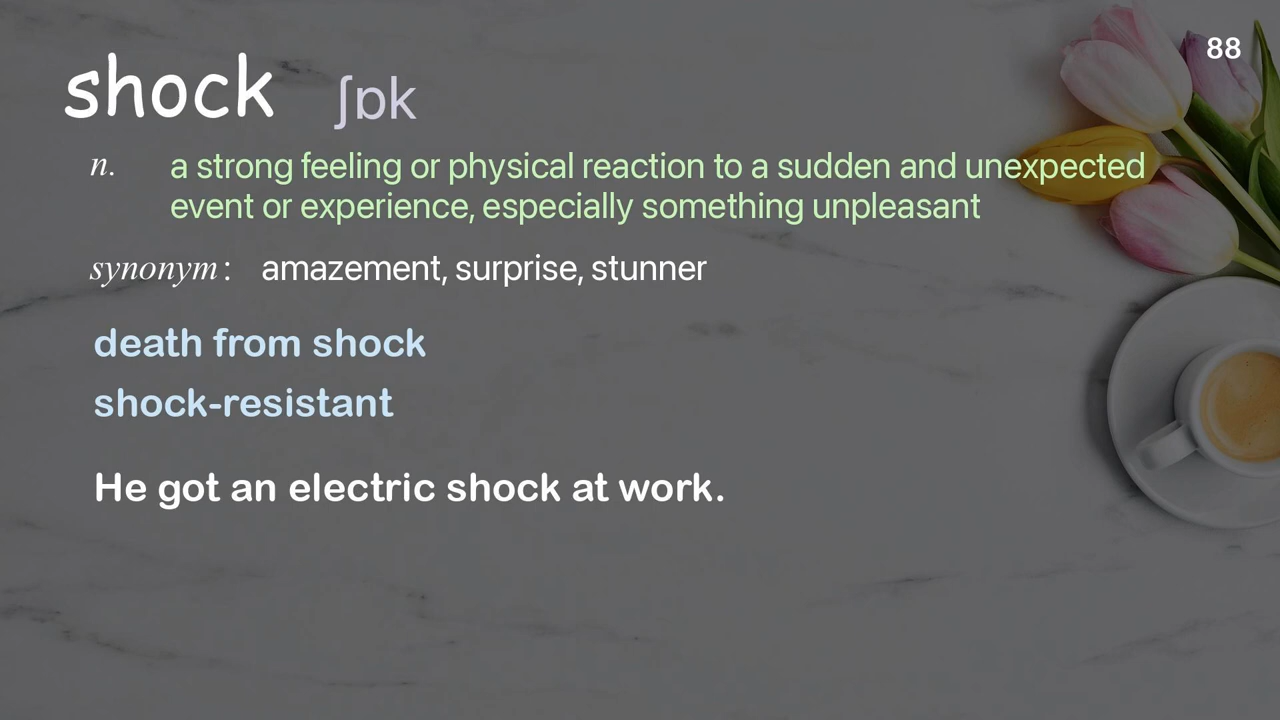 88
shock ʃɒk
n. a strong feeling or physical reaction to a sudden and unexpected
event or experience, especially something unpleasant
synonym: amazement, surprise, stunner
death from shock
shock-resistant
He got an electric shock at work.